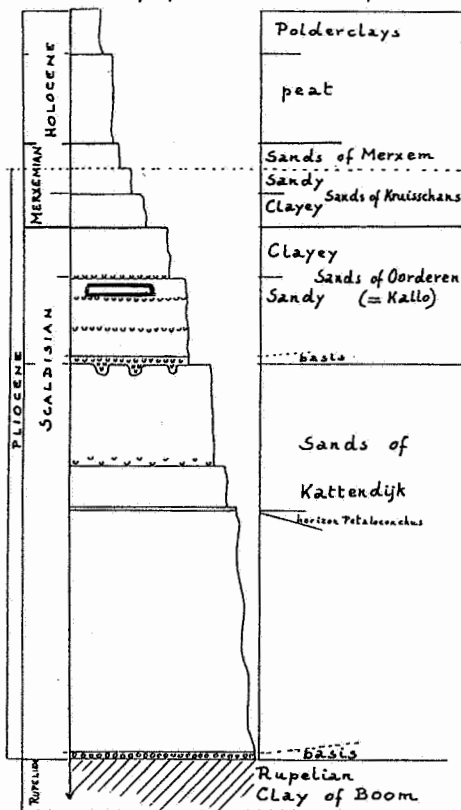 Polderclays
peat
Sands of Merxem
Sandy
Sands of Kruisschans
Clayey
Clayey
Sands of Oorderen
Sandy (= Kallo)
basis
Sands of
Kattendijk
horizon Petaloconchus
basis
Rupelian
Clay of Boom
HOLOCENE
MERXEMIAN
SCALDISIAN
PLIOCENE